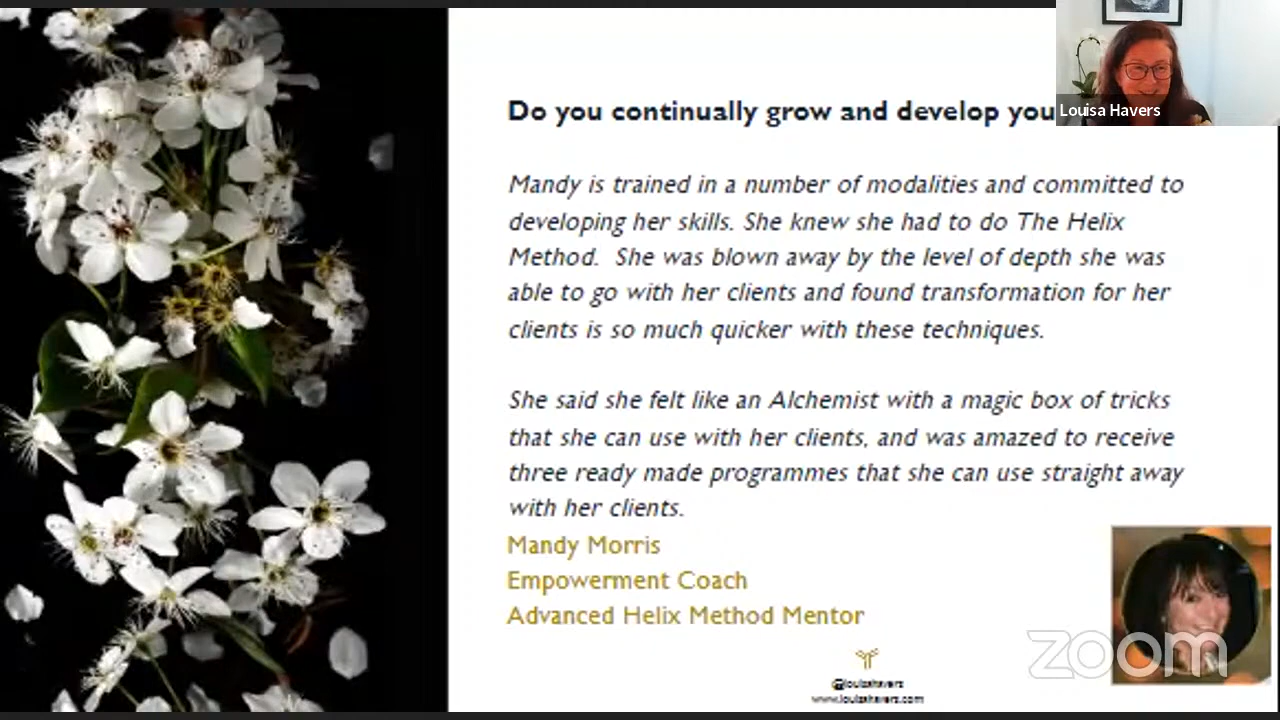 Do you continually grow and develop you
Louisa Havers
Mandy is trained in a number of modalities and committed to
developing her skills. She knew she had to do The Helix
Method.  She was blown away by the level of depth she was
able to go with her clients and found transformation for her
clients is so much quicker with these techniques.
She said she felt like an Alchemist with a magic box of tricks
that she can use with her clients, and was amazed to receive
three ready made programmes that she can use straight away
with her clients.
Mandy Morris
Empowerment Coach
Advanced Helix Method Mentor
zoom
@louisahavers
www.louisahavers.com